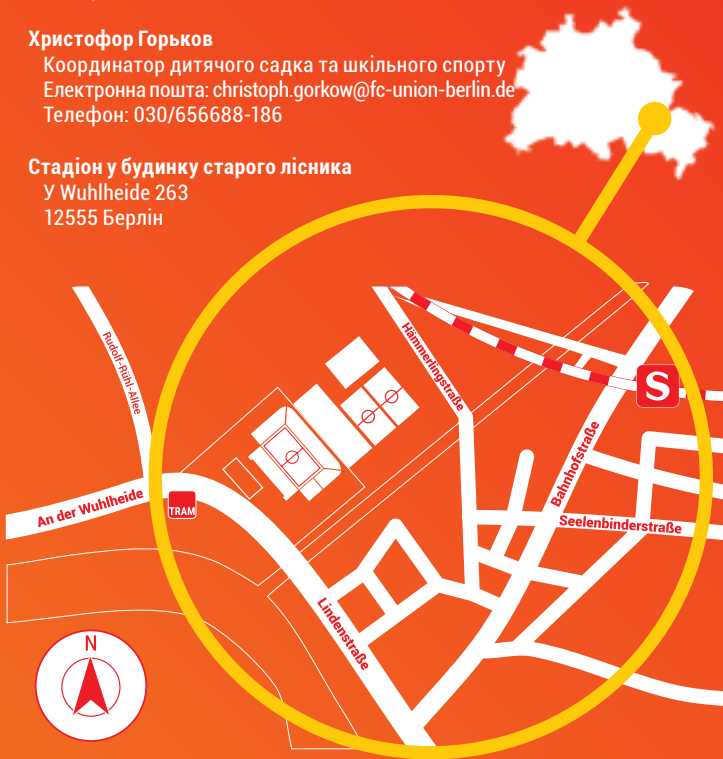 Христофор Горьков
Координатор дитячого садка та шкільного спорту
Електронна пошта: christoph.gorkow@fc-union-berlin.de
Телефон: 030/656688-186
Стадіон у будинку старого лісника
У Wuhlheide 263
12555 Берлін
Rudolf-Rühl-Allee
Hämmerlingstraße
S
Bahnhofstraße
An der Wuhlheide
TRAM
Seelenbinderstraße
Lindenstraße
N